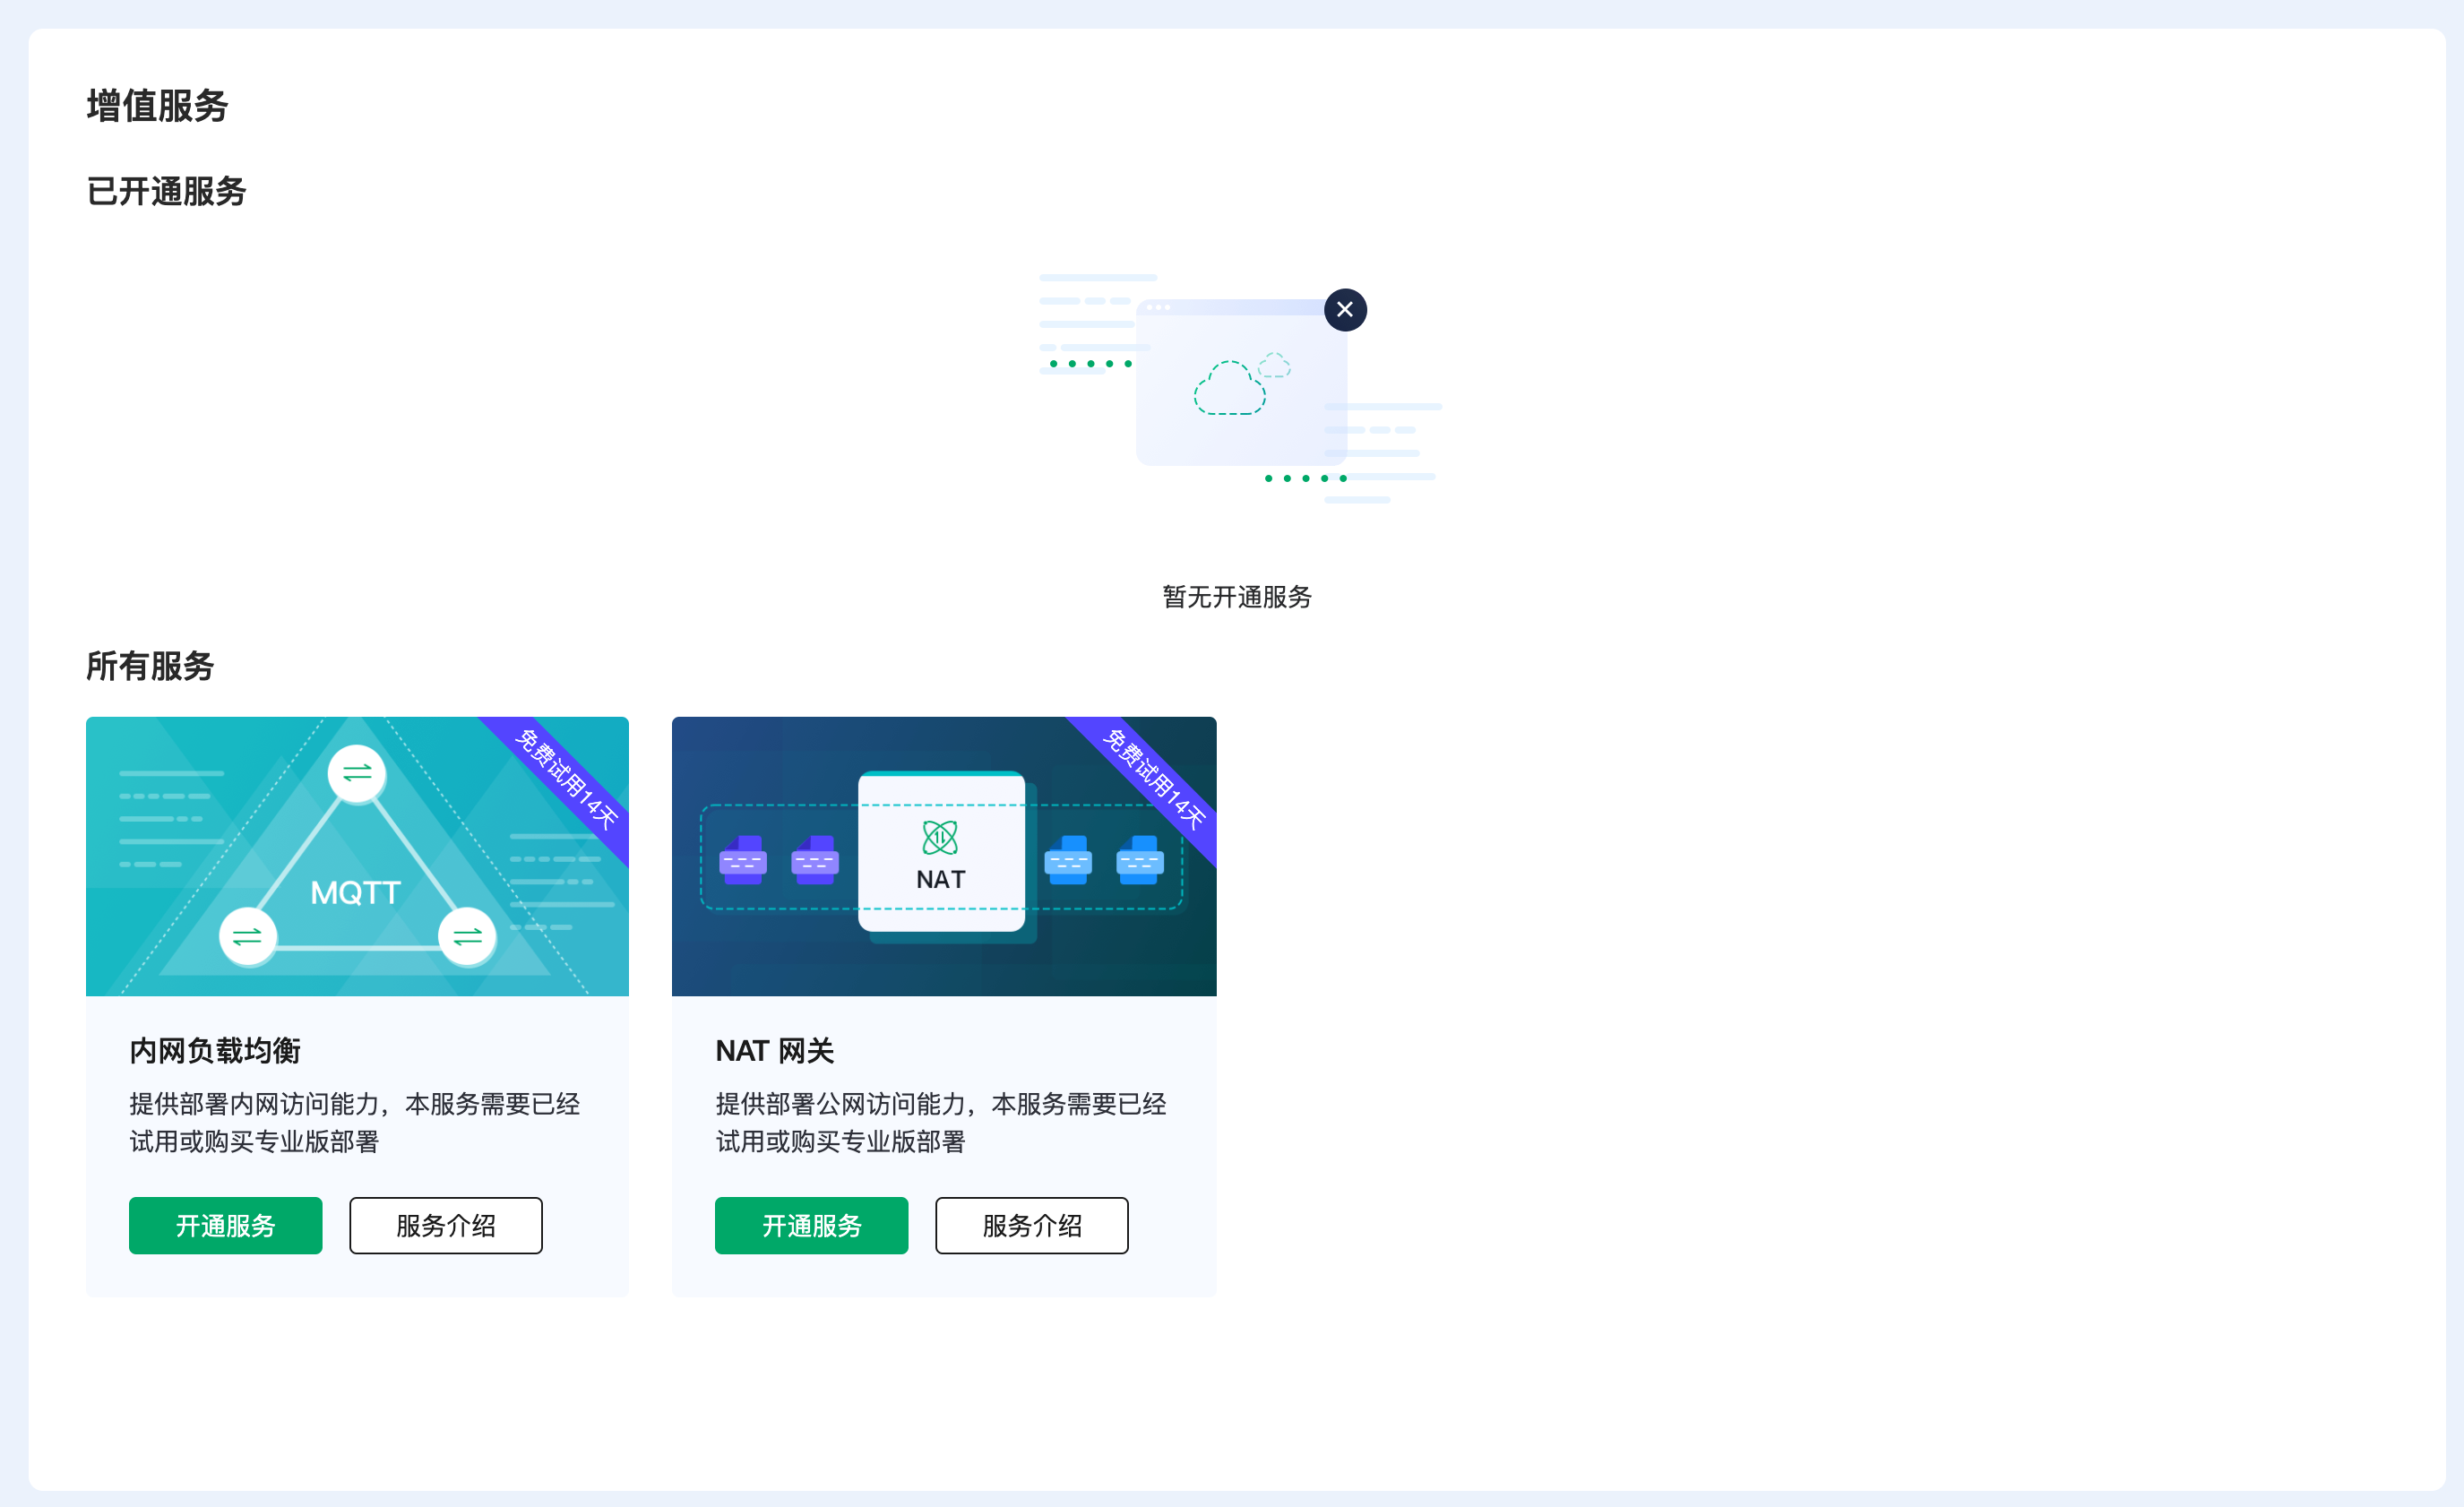 增值服务
已开通服务
暂无开通服务
所有服务
免费试用14天
MQTT
内网负载均衡
提供部署内网访问能力，本服务需要已经
试用或购买专业版部署
开通服务
服务介绍
免费试用14天
NAT
NAT 网关
提供部署公网访问能力，本服务需要已经
试用或购买专业版部署
开通服务
服务介绍